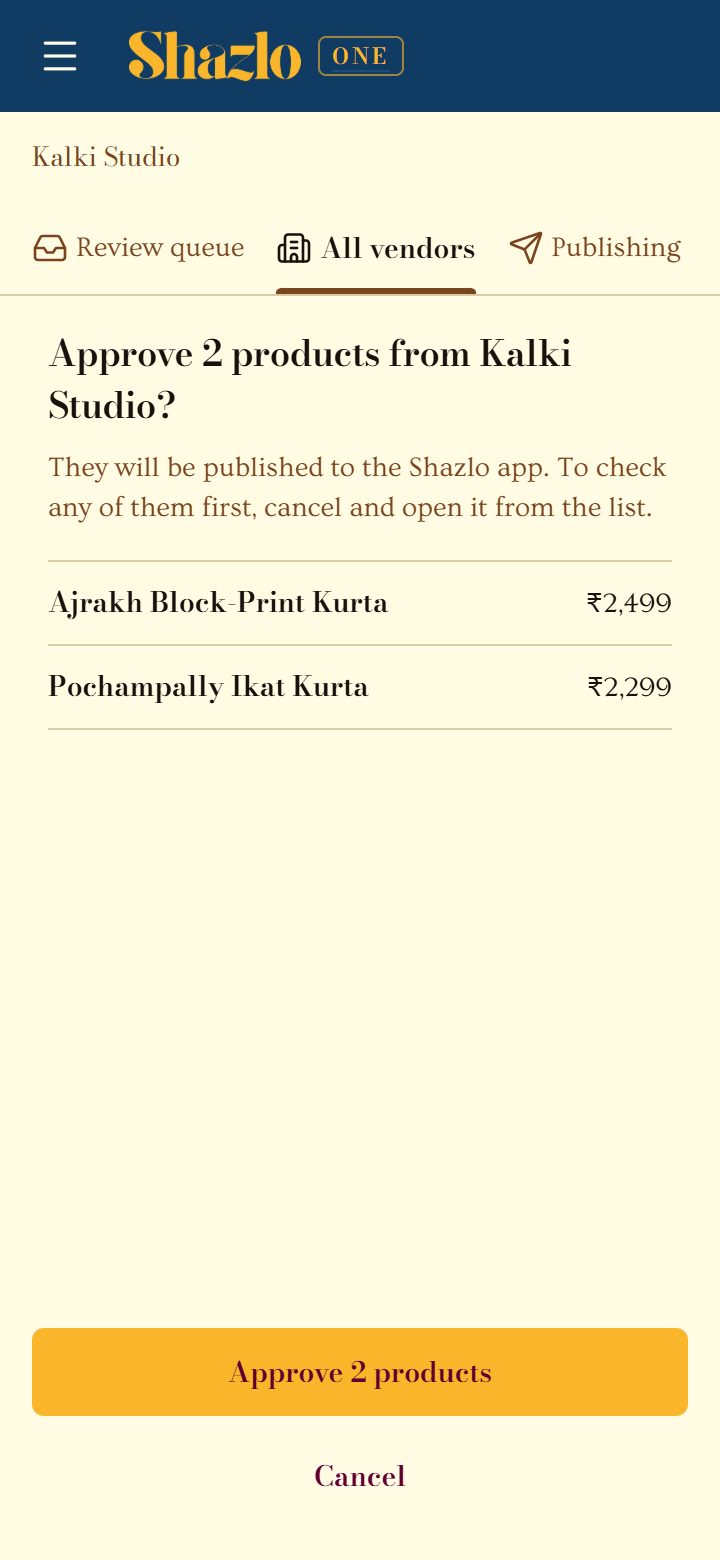 Shazlo ONE
Kalki Studio
Review queue All vendors Publishing
Approve 2 products from Kalki
Studio?
They will be published to the Shazlo app. To check
any of them first, cancel and open it from the list.
Ajrakh Block-Print Kurta ₹2,499
Pochampally Ikat Kurta ₹2,299
Approve 2 products
Cancel